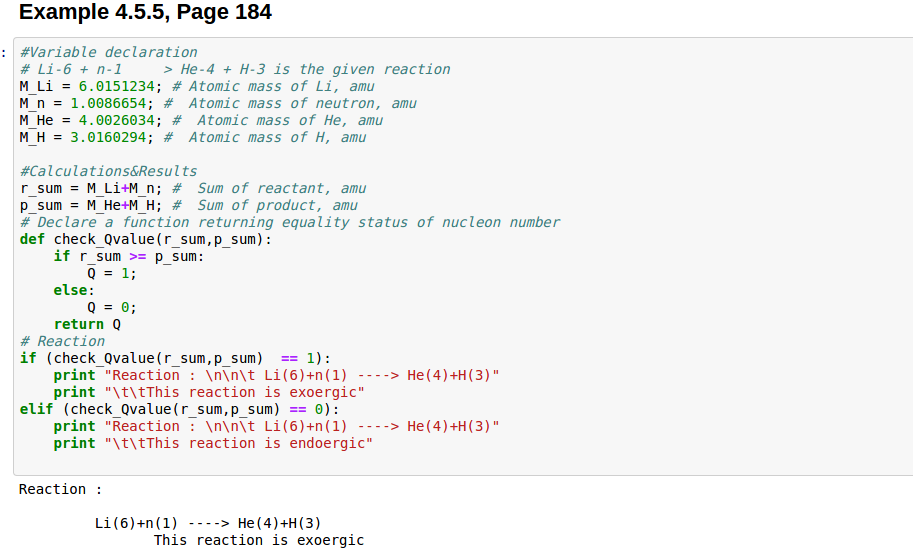 Example 4.5.5, Page 184
: #Variable declaration
# Li-6 + n-1     > He-4 + H-3 is the given reaction
M_Li = 6.0151234; # Atomic mass of Li, amu
M_n = 1.0086654; #  Atomic mass of neutron, amu
M_He = 4.0026034; #  Atomic mass of He, amu
M_H = 3.0160294; #  Atomic mass of H, amu

#Calculations&Results
r_sum = M_Li+M_n; #  Sum of reactant, amu
p_sum = M_He+M_H; #  Sum of product, amu
# Declare a function returning equality status of nucleon number
def check_Qvalue(r_sum,p_sum):
    if r_sum >= p_sum:
        Q = 1;
    else:
        Q = 0;
    return Q
# Reaction
if (check_Qvalue(r_sum,p_sum)  == 1):
    print "Reaction : \n\n\t Li(6)+n(1) ----> He(4)+H(3)"
    print "\t\tThis reaction is exoergic"
elif (check_Qvalue(r_sum,p_sum) == 0):
    print "Reaction : \n\n\t Li(6)+n(1) ----> He(4)+H(3)"
    print "\t\tThis reaction is endoergic"

Reaction :

         Li(6)+n(1) ----> He(4)+H(3)
                This reaction is exoergic